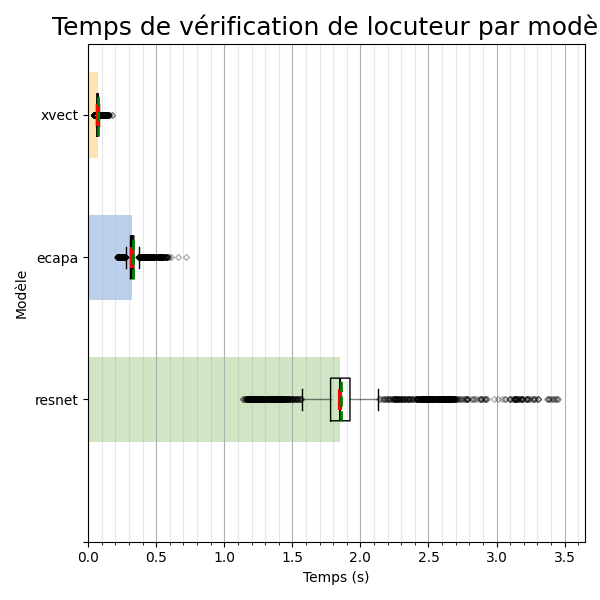 Temps de vérification de locuteur par modè
xvect
ecapa
resnet
Modèle
0.0 0.5 1.0 1.5 2.0 2.5 3.0 3.5
Temps (s)